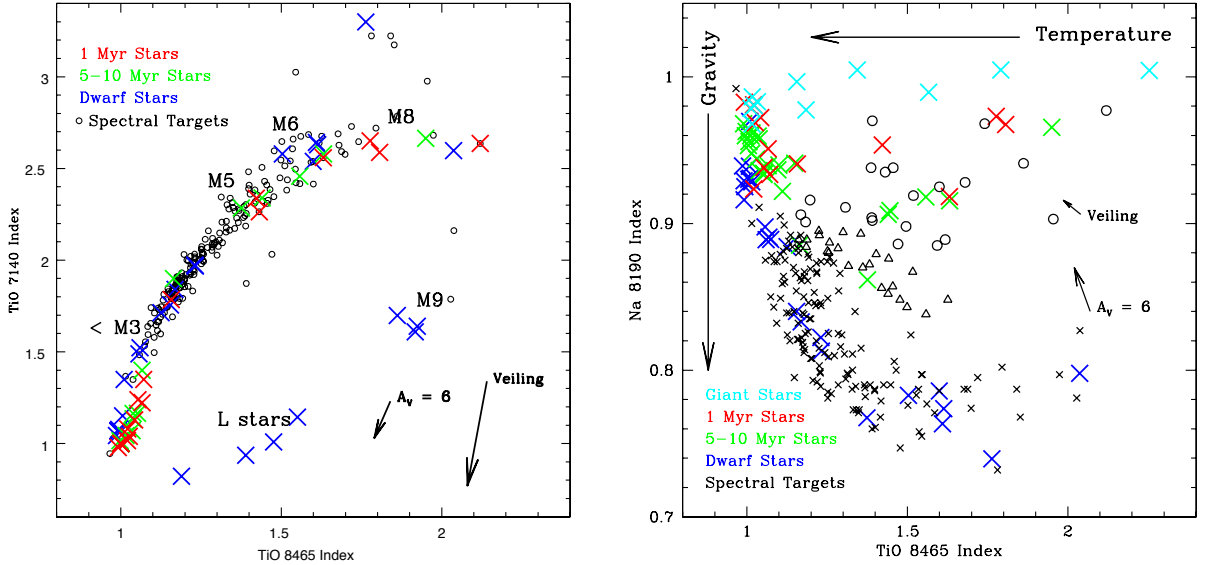 1 Myr Stars
5−10 Myr Stars
Dwarf Stars
Spectral Targets
M6
M8
M5
M9
< M3
L stars
Veiling
Av = 6
3
2.5
2
1.5
1
TiO 7140 Index
1
1.5
2
TiO 8465 Index
Gravity
Temperature
Veiling
Av = 6
Giant Stars
1 Myr Stars
5−10 Myr Stars
Dwarf Stars
Spectral Targets
1
0.9
0.8
0.7
Na 8190 Index
1
1.5
2
TiO 8465 Index